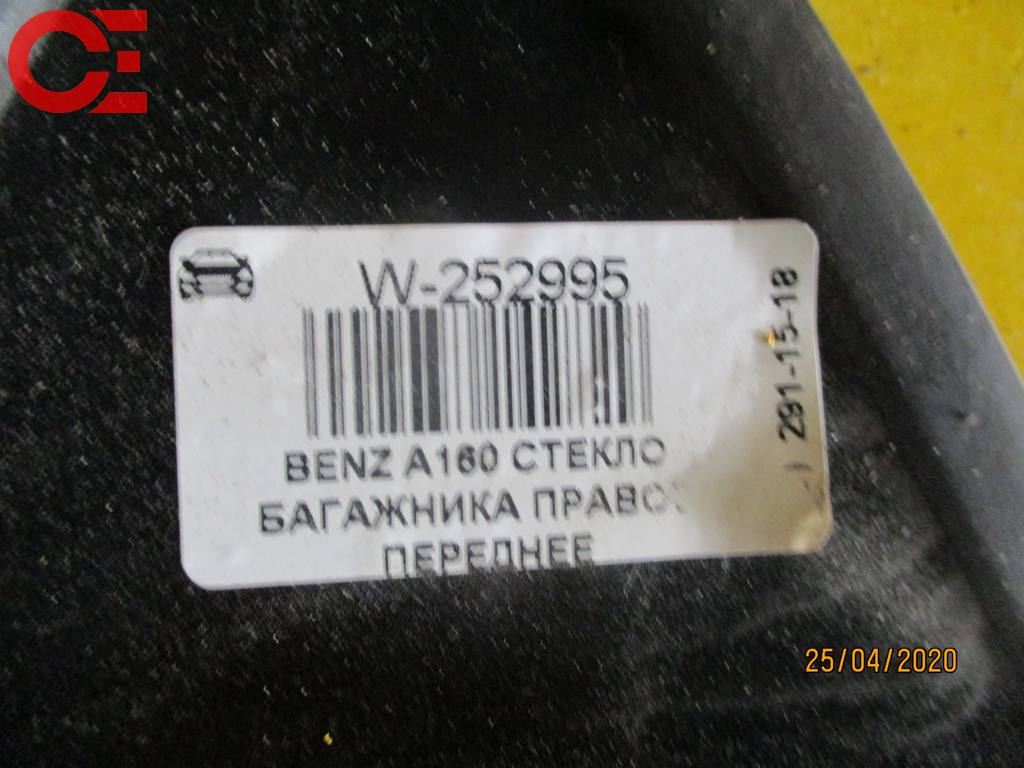 W-252995
BENZ A160 СТЕКЛО
БАГАЖНИКА
ПЕРЕДНЕЕ
291-15-18
25/04/2020